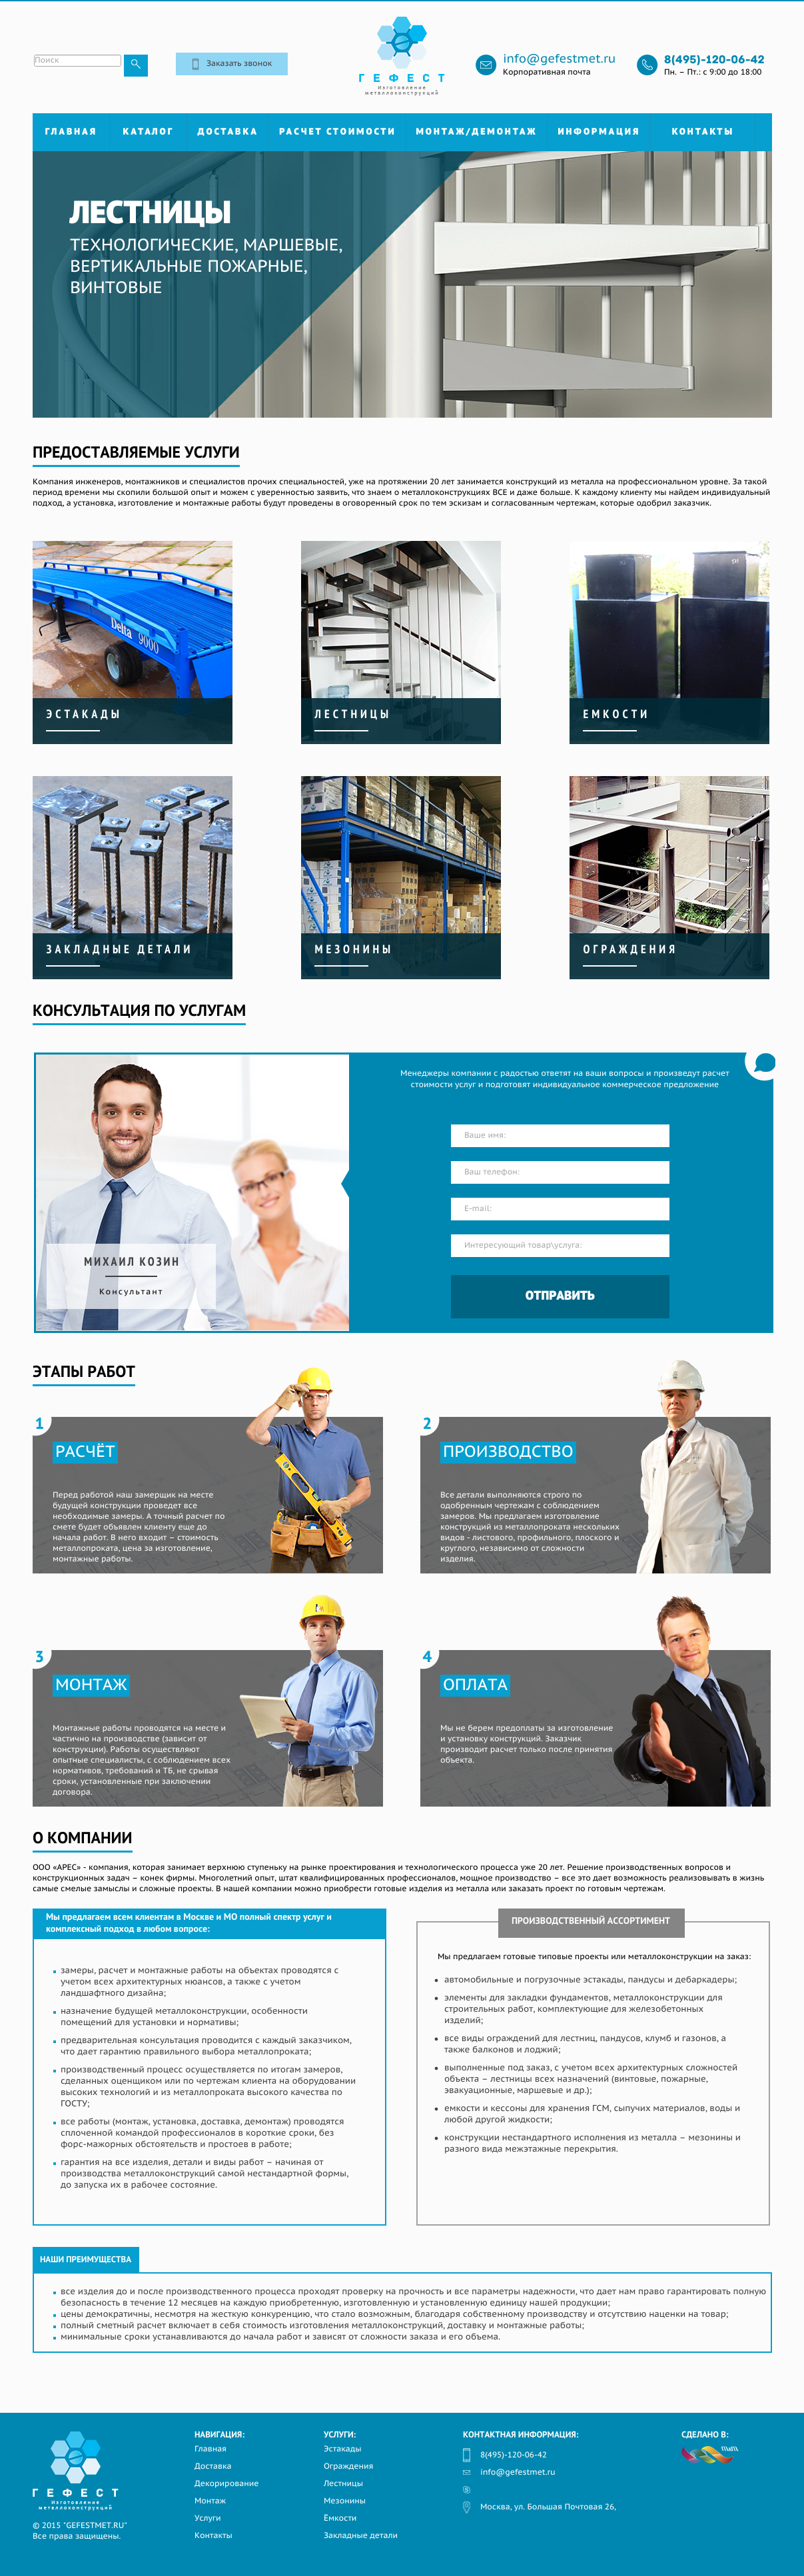 Поиск
Заказать звонок
ГЕФЕСТ
Изготовление
металлоконструкций
info@gefestmet.ru
Корпоративная почта
8(495)-120-06-42
Пн. – Пт.: с 9:00 до 18:00
ГЛАВНАЯ КАТАЛОГ ДОСТАВКА РАСЧЕТ СТОИМОСТИ МОНТАЖ/ДЕМОНТАЖ ИНФОРМАЦИЯ КОНТАКТЫ
ЛЕСТНИЦЫ
ТЕХНОЛОГИЧЕСКИЕ, МАРШЕВЫЕ,
ВЕРТИКАЛЬНЫЕ ПОЖАРНЫЕ,
ВИНТОВЫЕ
ПРЕДОСТАВЛЯЕМЫЕ УСЛУГИ
Компания инженеров, монтажников и специалистов прочих специальностей, уже на протяжении 20 лет занимается конструкций из металла на профессиональном уровне. За такой
период времени мы скопили большой опыт и можем с уверенностью заявить, что знаем о металлоконструкциях ВСЕ и даже больше. К каждому клиенту мы найдем индивидуальный
подход, а установка, изготовление и монтажные работы будут проведены в оговоренный срок по тем эскизам и согласованным чертежам, которые одобрил заказчик.
Delta 9000
ЭСТАКАДЫ
ЛЕСТНИЦЫ
ЕМКОСТИ
ЗАКЛАДНЫЕ ДЕТАЛИ
МЕЗОНИНЫ
ОГРАЖДЕНИЯ
КОНСУЛЬТАЦИЯ ПО УСЛУГАМ
МИХАИЛ КОЗИН
Консультант
Менеджеры компании с радостью ответят на ваши вопросы и произведут расчет
стоимости услуг и подготовят индивидуальное коммерческое предложение
Ваше имя:
Ваш телефон:
E-mail:
Интересующий товар\услуга:
ОТПРАВИТЬ
ЭТАПЫ РАБОТ
1
РАСЧЁТ
Перед работой наш замерщик на месте
будущей конструкции проведет все
необходимые замеры. А точный расчет по
смете будет объявлен клиенту еще до
начала работ. В него входит – стоимость
металлопроката, цена за изготовление,
монтажные работы.
2
ПРОИЗВОДСТВО
Все детали выполняются строго по
одобренным чертежам с соблюдением
замеров. Мы предлагаем изготовление
конструкций из металлопроката нескольких
видов - листового, профильного, плоского и
круглого, независимо от сложности
изделия.
3
МОНТАЖ
Монтажные работы проводятся на месте и
частично на производстве (зависит от
конструкции). Работы осуществляют
опытные специалисты, с соблюдением всех
нормативов, требований и ТБ, не срывая
сроки, установленные при заключении
договора.
4
ОПЛАТА
Мы не берем предоплаты за изготовление
и установку конструкций. Заказчик
производит расчет только после принятия
объекта.
О КОМПАНИИ
ООО «АРЕС» - компания, которая занимает верхнюю ступеньку на рынке проектирования и технологического процесса уже 20 лет. Решение производственных вопросов и
конструкционных задач – конек фирмы. Многолетний опыт, штат квалифицированных профессионалов, мощное производство – все это дает возможность реализовывать в жизнь
самые смелые замыслы и сложные проекты. В нашей компании можно приобрести готовые изделия из металла или заказать проект по готовым чертежам.
Мы предлагаем всем клиентам в Москве и МО полный спектр услуг и
комплексный подход в любом вопросе:
замеры, расчет и монтажные работы на объектах проводятся с
учетом всех архитектурных нюансов, а также с учетом
ландшафтного дизайна;
назначение будущей металлоконструкции, особенности
помещений для установки и нормативы;
предварительная консультация проводится с каждый заказчиком,
что дает гарантию правильного выбора металлопроката;
производственный процесс осуществляется по итогам замеров,
сделанных оценщиком или по чертежам клиента на оборудовании
высоких технологий и из металлопроката высокого качества по
ГОСТУ;
все работы (монтаж, установка, доставка, демонтаж) проводятся
сплоченной командой профессионалов в короткие сроки, без
форс-мажорных обстоятельств и простоев в работе;
гарантия на все изделия, детали и виды работ – начиная от
производства металлоконструкций самой нестандартной формы,
до запуска их в рабочее состояние.
ПРОИЗВОДСТВЕННЫЙ АССОРТИМЕНТ
Мы предлагаем готовые типовые проекты или металлоконструкции на заказ:
автомобильные и погрузочные эстакады, пандусы и дебаркадеры;
элементы для закладки фундаментов, металлоконструкции для
строительных работ, комплектующие для железобетонных
изделий;
все виды ограждений для лестниц, пандусов, клумб и газонов, а
также балконов и лоджий;
выполненные под заказ, с учетом всех архитектурных сложностей
объекта – лестницы всех назначений (винтовые, пожарные,
эвакуационные, маршевые и др.);
емкости и кессоны для хранения ГСМ, сыпучих материалов, воды и
любой другой жидкости;
конструкции нестандартного исполнения из металла – мезонины и
разного вида межэтажные перекрытия.
НАШИ ПРЕИМУЩЕСТВА
все изделия до и после производственного процесса проходят проверку на прочность и все параметры надежности, что дает нам право гарантировать полную
безопасность в течение 12 месяцев на каждую приобретенную, изготовленную и установленную единицу нашей продукции;
цены демократичны, несмотря на жесткую конкуренцию, что стало возможным, благодаря собственному производству и отсутствию наценки на товар;
полный сметный расчет включает в себя стоимость изготовления металлоконструкций, доставку и монтажные работы;
минимальные сроки устанавливаются до начала работ и зависят от сложности заказа и его объема.
ГЕФЕСТ
Изготовление
металлоконструкций
© 2015 "GEFESTMET.RU"
Все права защищены.
НАВИГАЦИЯ:
Главная
Доставка
Декорирование
Монтаж
Услуги
Контакты
УСЛУГИ:
Эстакады
Ограждения
Лестницы
Мезонины
Ёмкости
Закладные детали
КОНТАКТНАЯ ИНФОРМАЦИЯ:
8(495)-120-06-42
info@gefestmet.ru
Москва, ул. Большая Почтовая 26,
СДЕЛАНО В: